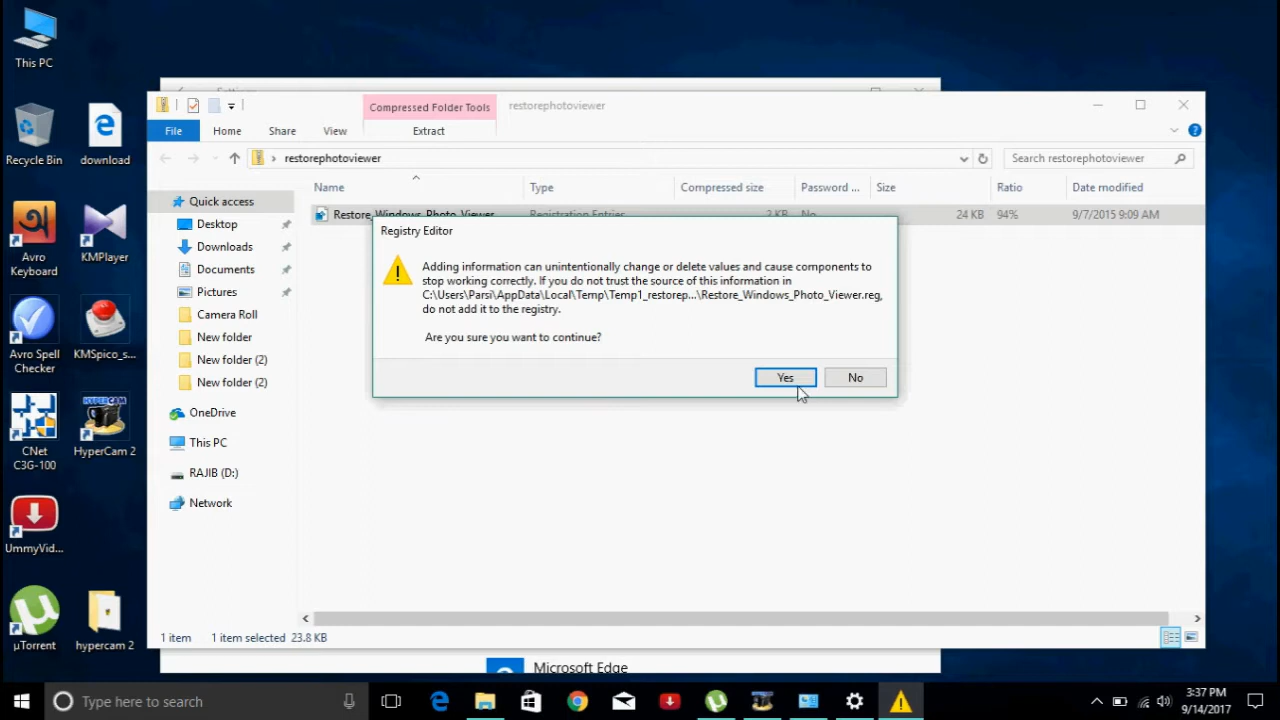 This PC
Recycle Bin
download
Avro
Keyboard
KMPlayer
Avro Spell
Checker
KMSpico_s...
CNet
C3G-100
HyperCam 2
UmmyVid...
µTorrent
hypercam 2
Compressed Folder Tools
restorephotoviewer
File
Home
Share
View
Extract
restorephotoviewer
Search restorephotoviewer
Name
Type
Compressed size
Password ...
Size
Ratio
Date modified
Restore_Windows_Photo_Viewer
Registration Entries
2 KB
No
24 KB
94%
9/7/2015 9:09 AM
Quick access
Desktop
Downloads
Documents
Pictures
Camera Roll
New folder
New folder (2)
New folder (2)
OneDrive
This PC
RAJIB (D:)
Network
Registry Editor
Adding information can unintentionally change or delete values and cause components to
stop working correctly. If you do not trust the source of this information in
C:\Users\Parsi\AppData\Local\Temp\Temp1_restorep...\Restore_Windows_Photo_Viewer.reg,
do not add it to the registry.
Are you sure you want to continue?
Yes
No
1 item
1 item selected 23.8 KB
Microsoft Edge
Type here to search
3:37 PM
9/14/2017